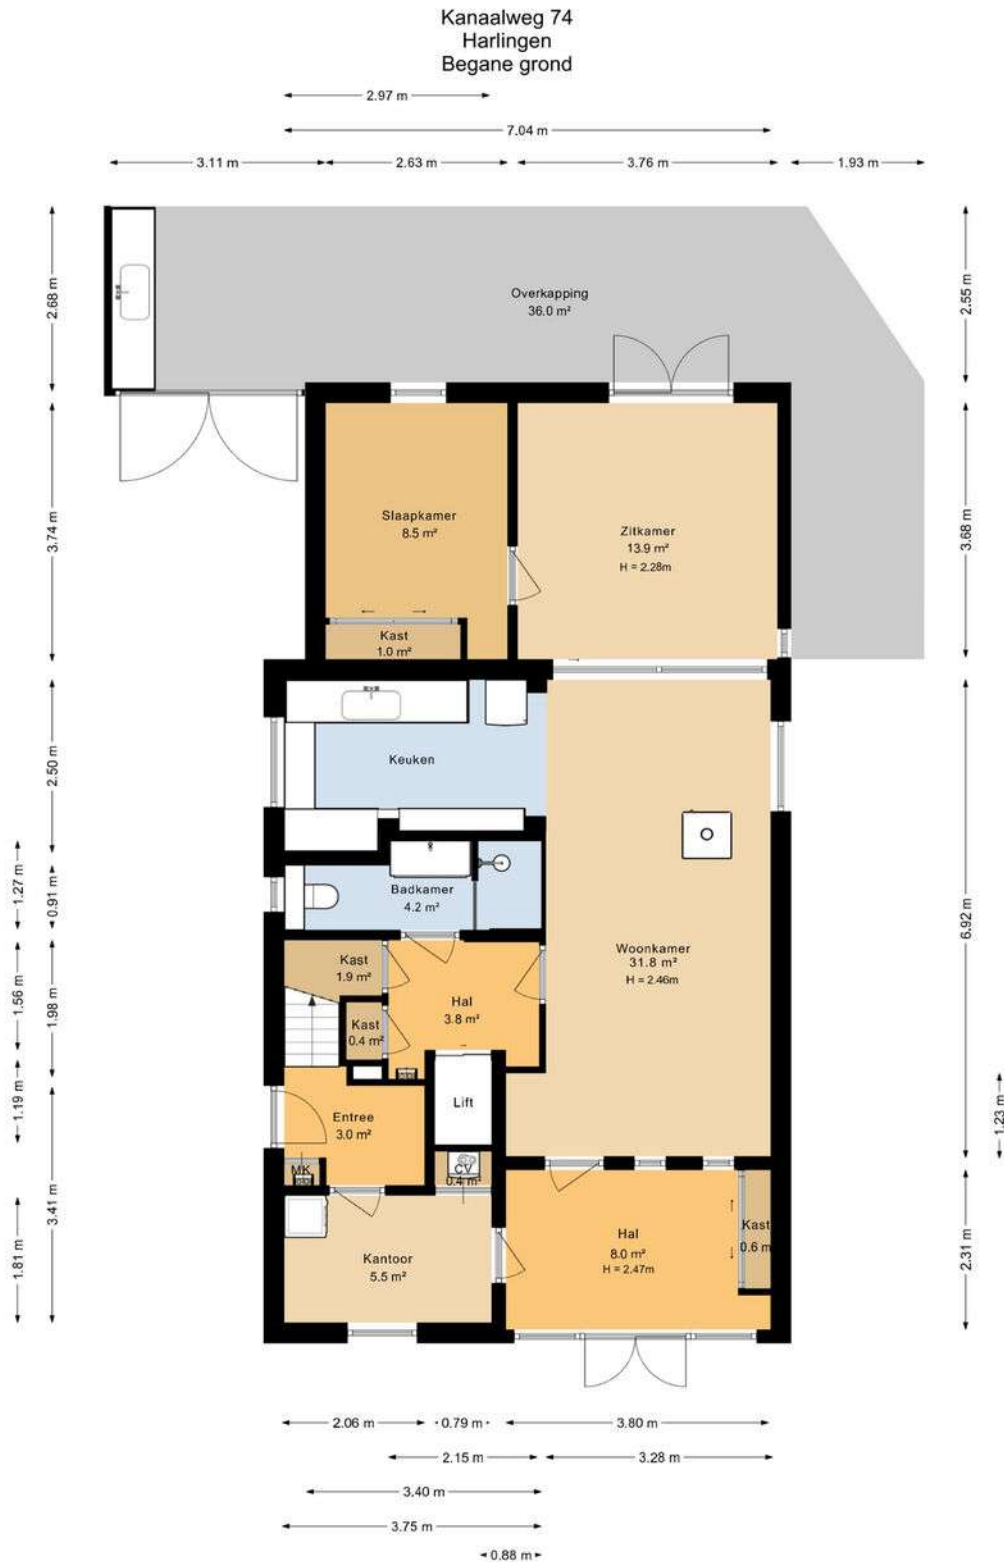 Kanaalweg 74
Harlingen
Begane grond
2.97 m
7.04 m
3.11 m
2.63 m
3.76 m
1.93 m
2.68 m
2.55 m
Overkapping
36.0 m²
3.74 m
3.68 m
Slaapkamer
8.5 m²
Zitkamer
13.9 m²
H = 2.28m
Kast
1.0 m²
2.50 m
Keuken
1.27 m
0.91 m
Badkamer
4.2 m²
6.92 m
Woonkamer
31.8 m²
H = 2.46m
1.56 m
1.98 m
Kast
1.9 m²
Hal
3.8 m²
Kast
0.4 m²
1.19 m
Lift
1.23 m
Entree
3.0 m²
MK
CV
0.4 m²
3.41 m
1.81 m
Kantoor
5.5 m²
Hal
8.0 m²
H = 2.47m
Kast
0.6 m
2.31 m
2.06 m
0.79 m
3.80 m
2.15 m
3.28 m
3.40 m
3.75 m
0.88 m